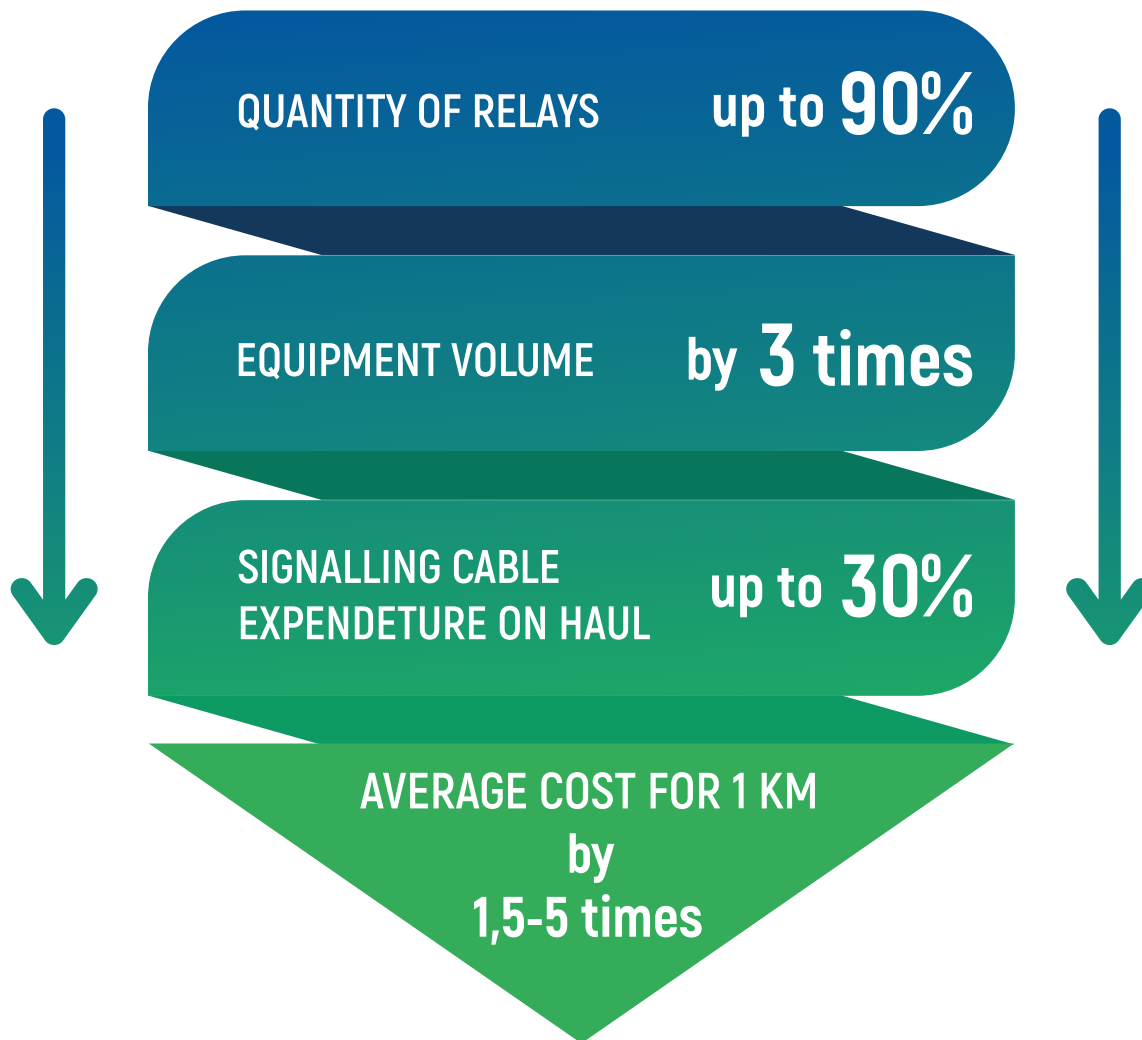 QUANTITY OF RELAYS up to 90%
EQUIPMENT VOLUME by 3 times
SIGNALLING CABLE
EXPENDETURE ON HAUL up to 30%
AVERAGE COST FOR 1 KM
by
1,5-5 times